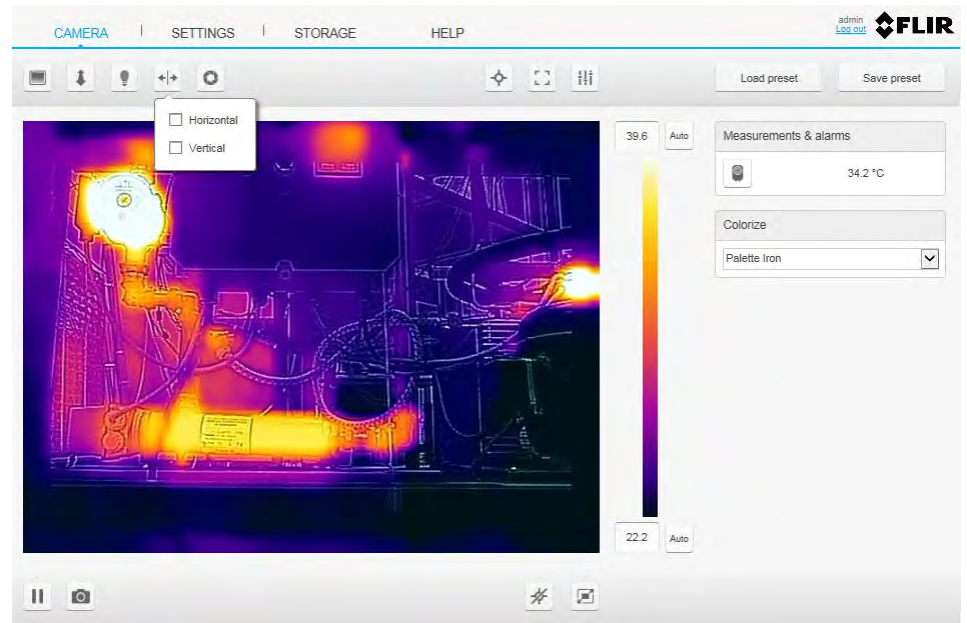 CAMERA
SETTINGS
STORAGE
HELP
admin
Log out
FLIR
Load preset
Save preset
Horizontal
Vertical
39.6
Auto
Measurements & alarms
34.2 °C
Colorize
Palette Iron
22.2
Auto